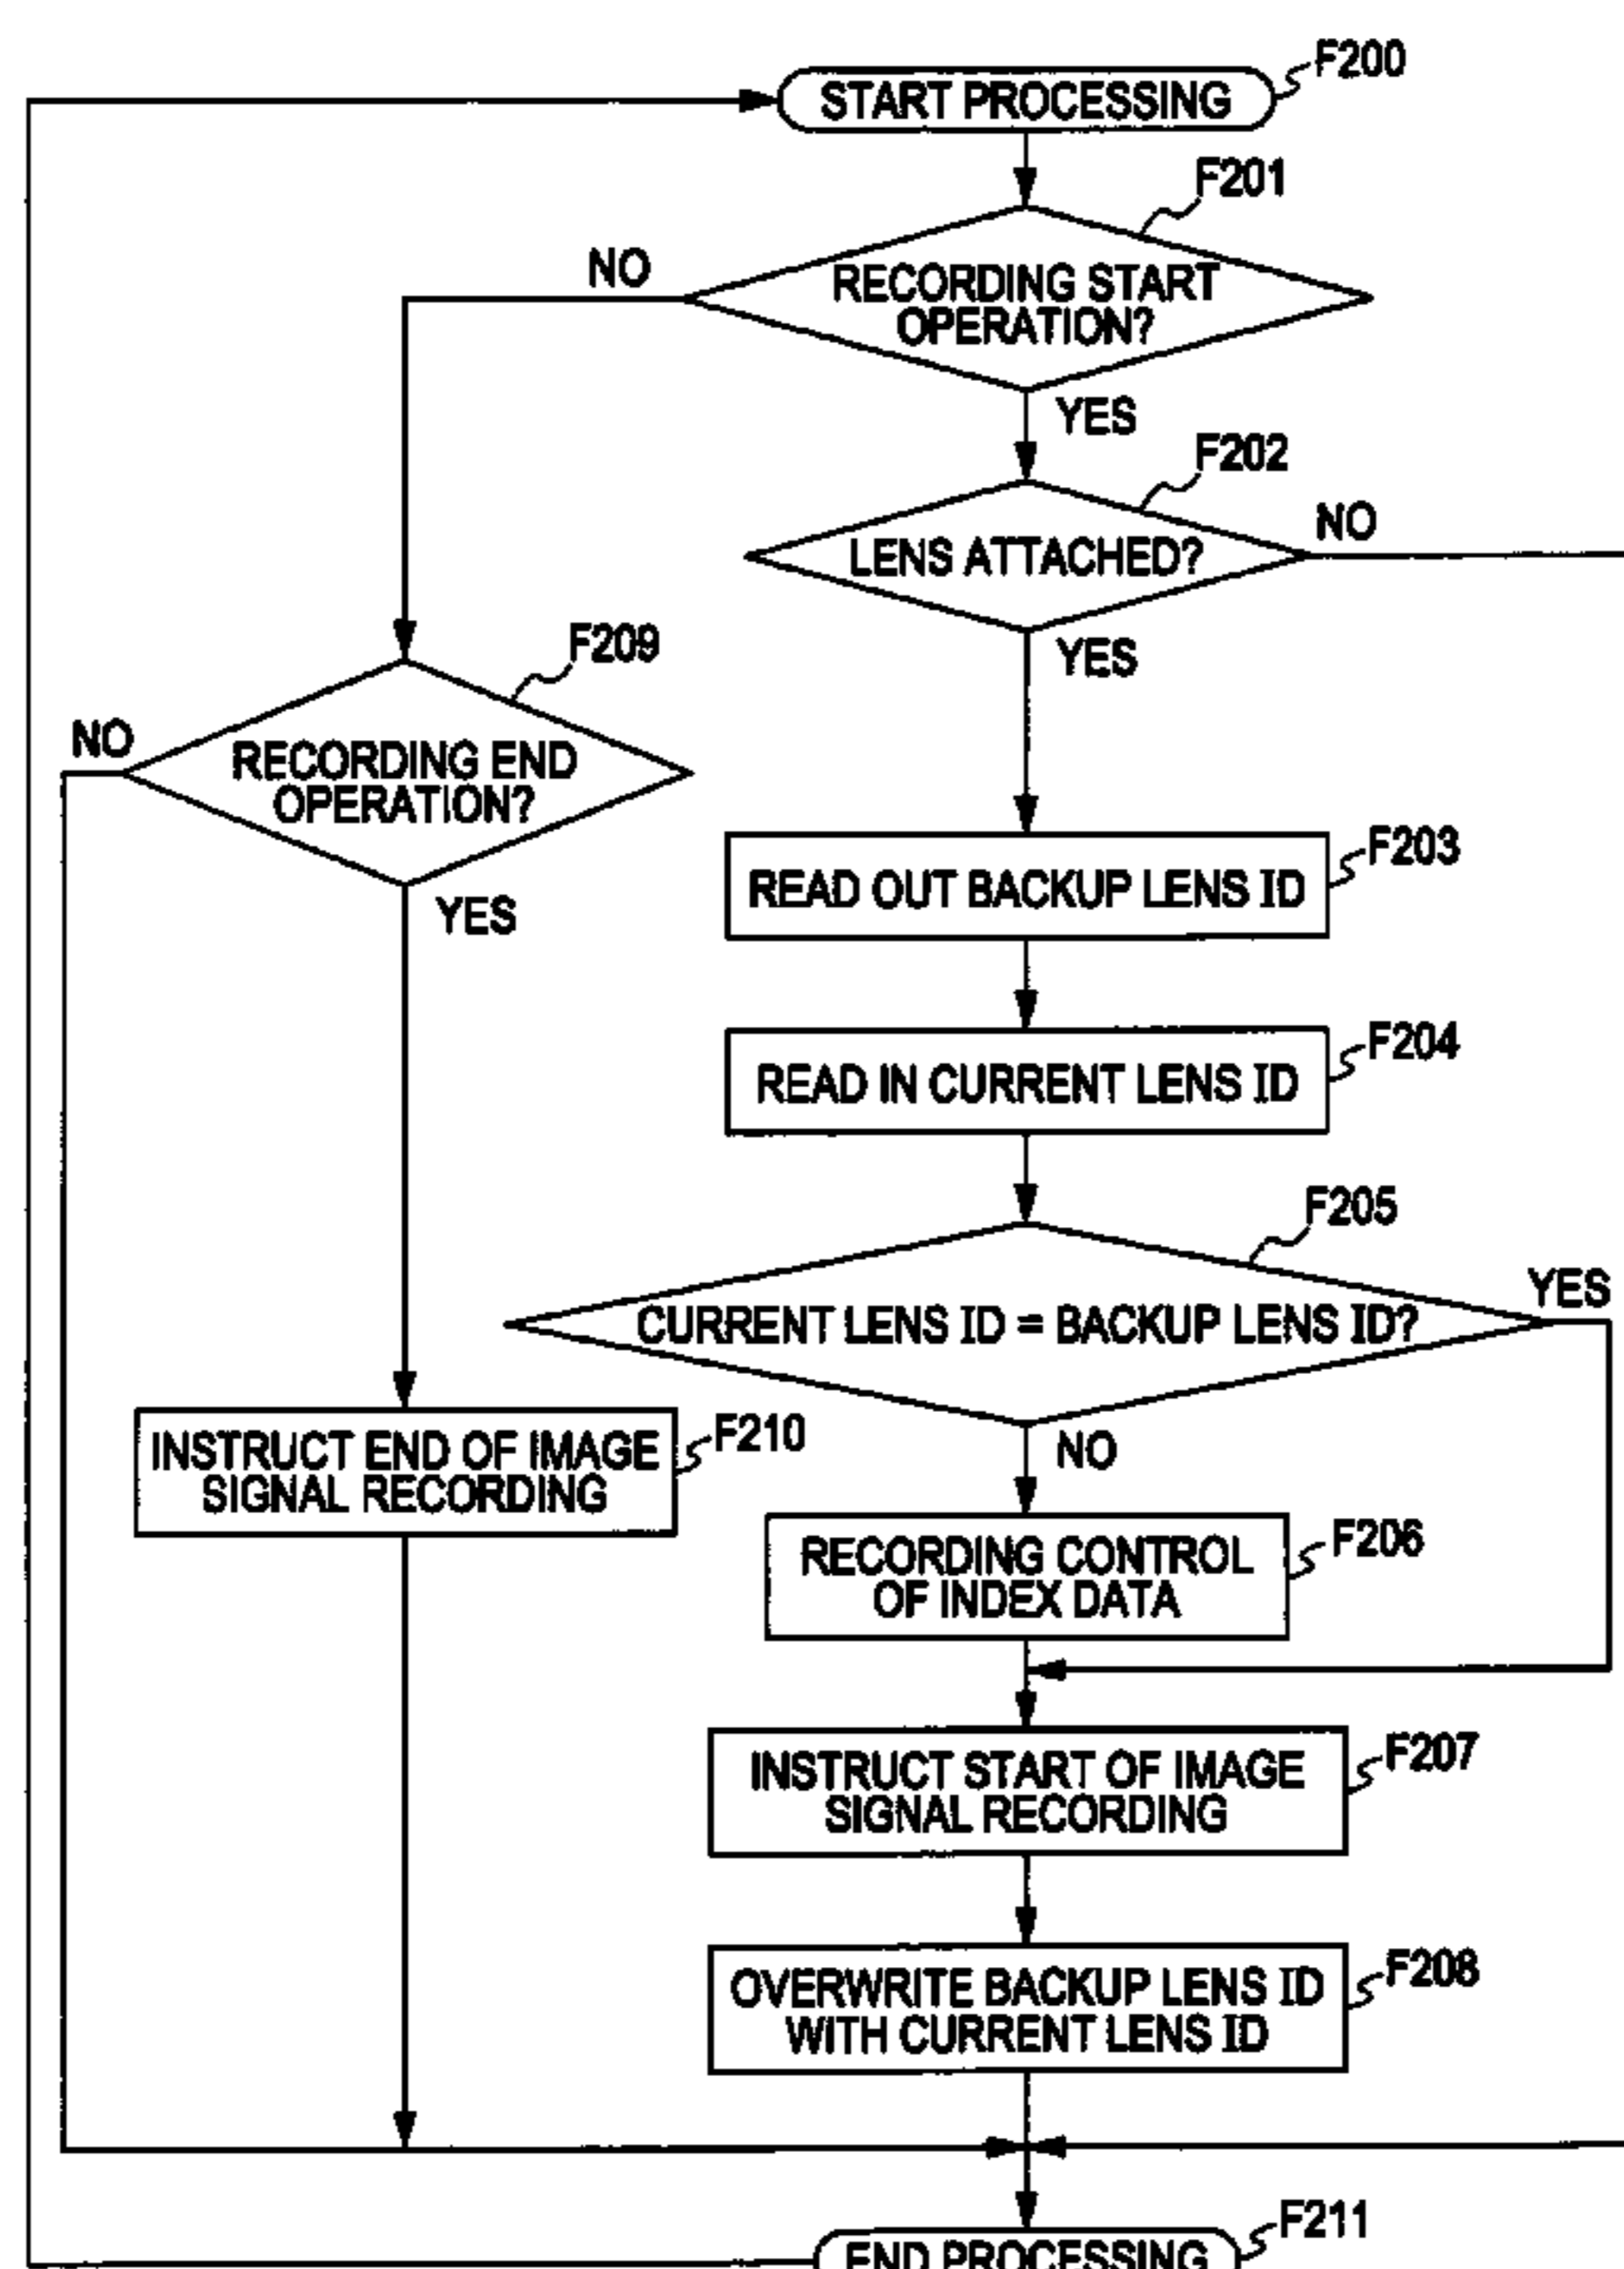 F200
START PROCESSING
F201
NO
RECORDING START
OPERATION?
YES
F202
NO
LENS ATTACHED?
YES
F209
NO
RECORDING END
OPERATION?
YES
F203
READ OUT BACKUP LENS ID
F204
READ IN CURRENT LENS ID
F205
YES
CURRENT LENS ID = BACKUP LENS ID?
NO
F210
INSTRUCT END OF IMAGE
SIGNAL RECORDING
F206
RECORDING CONTROL
OF INDEX DATA
F207
INSTRUCT START OF IMAGE
SIGNAL RECORDING
F208
OVERWRITE BACKUP LENS ID
WITH CURRENT LENS ID
F211
END PROCESSING